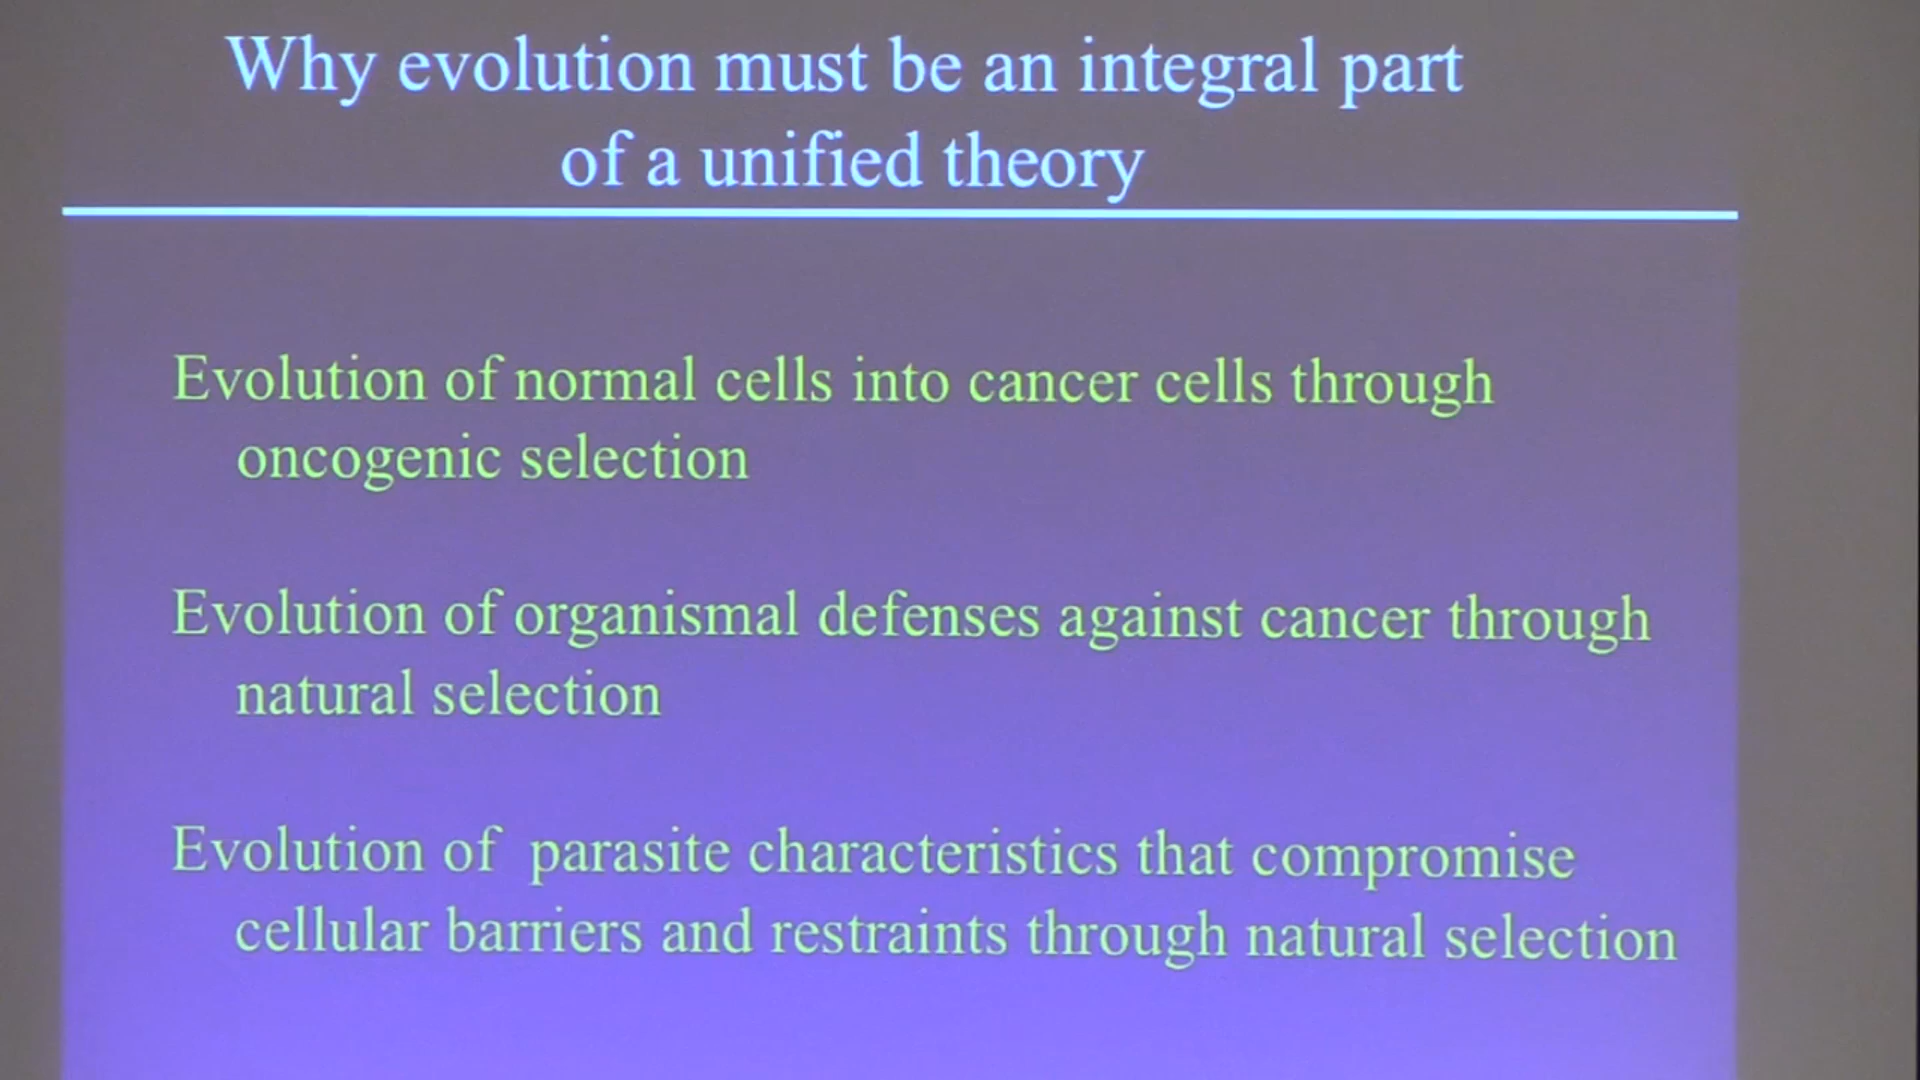 Why evolution must be an integral part
of a unified theory
Evolution of normal cells into cancer cells through
oncogenic selection
Evolution of organismal defenses against cancer through
natural selection
Evolution of parasite characteristics that compromise
cellular barriers and restraints through natural selection